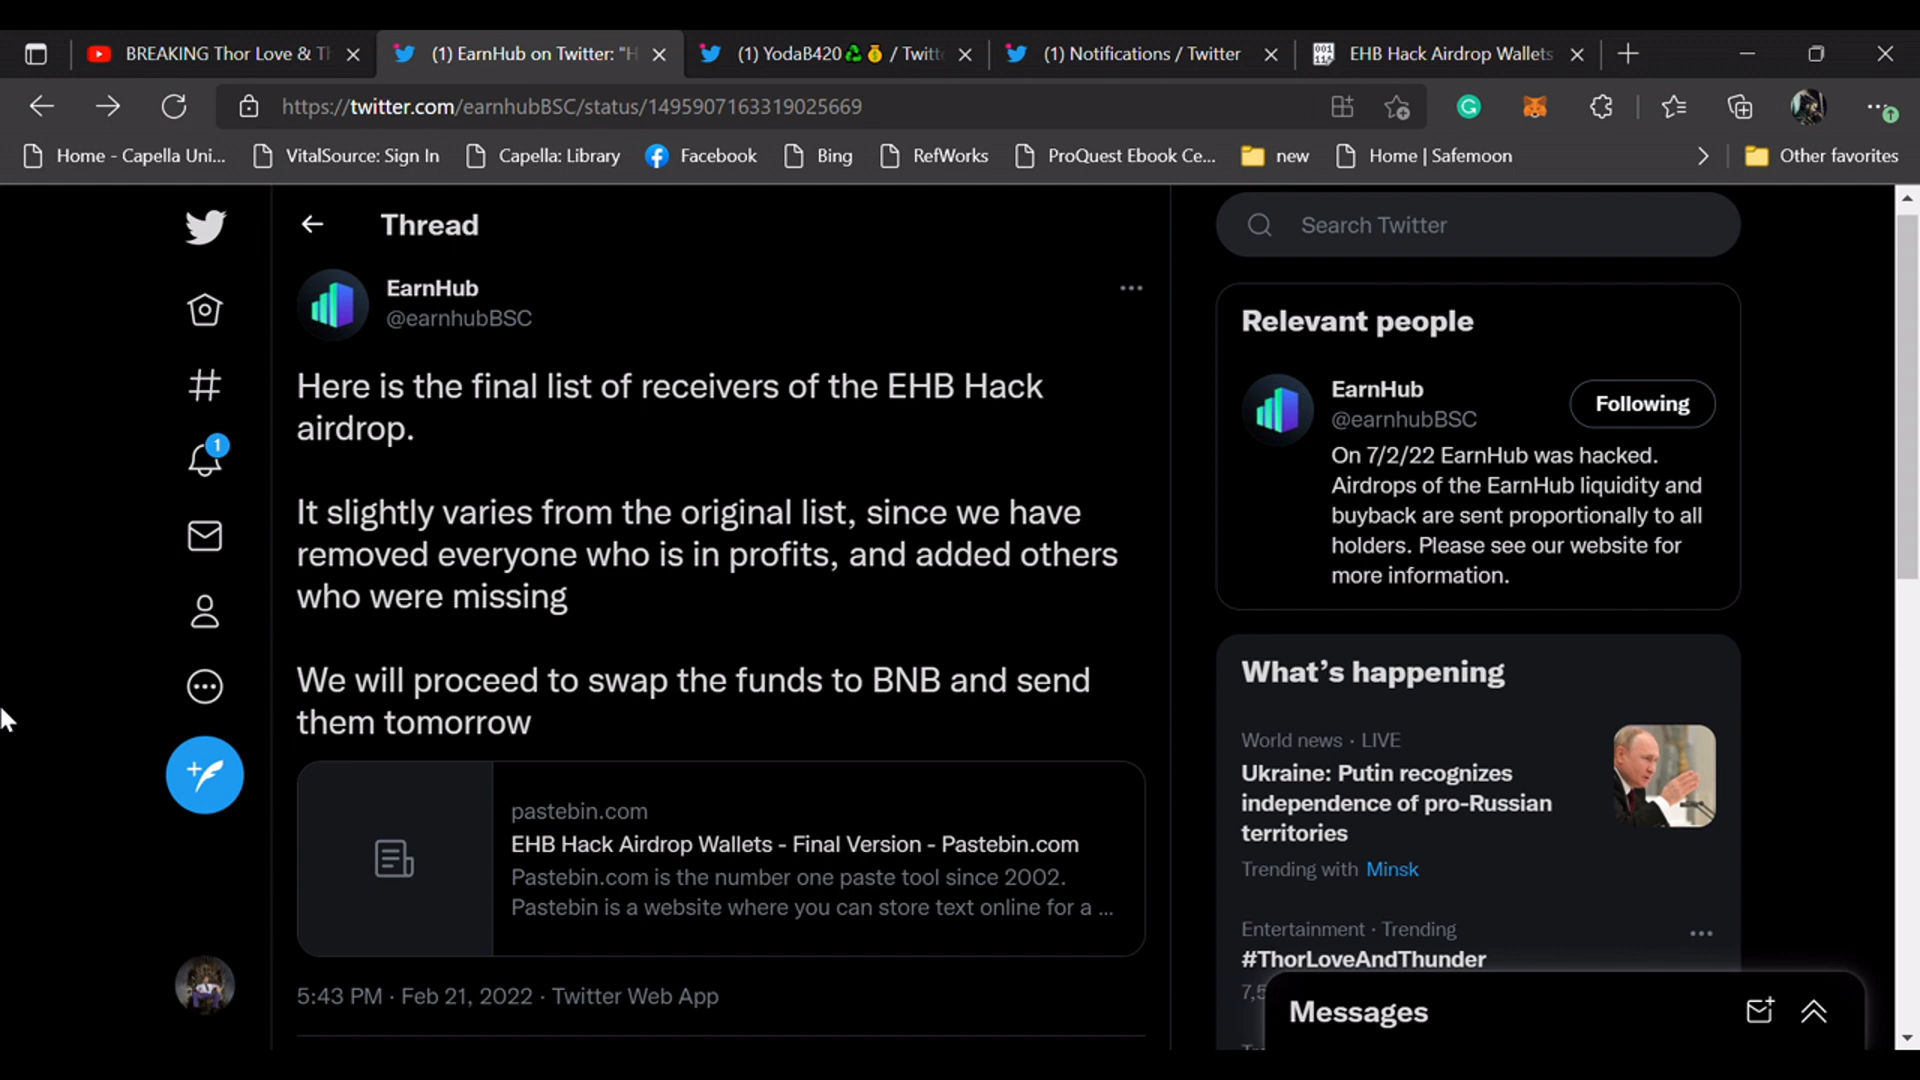 BREAKING Thor Love & Th
(1) EarnHub on Twitter: "H
(1) YodaB420♻️💰 / Twitt
(1) Notifications / Twitter
EHB Hack Airdrop Wallets
https://twitter.com/earnhubBSC/status/1495907163319025669
Home - Capella Uni...
VitalSource: Sign In
Capella: Library
Facebook
Bing
RefWorks
ProQuest Ebook Ce...
new
Home | Safemoon
Other favorites
Thread
EarnHub
@earnhubBSC
Here is the final list of receivers of the EHB Hack
airdrop.
It slightly varies from the original list, since we have
removed everyone who is in profits, and added others
who were missing
We will proceed to swap the funds to BNB and send
them tomorrow
pastebin.com
EHB Hack Airdrop Wallets - Final Version - Pastebin.com
Pastebin.com is the number one paste tool since 2002.
Pastebin is a website where you can store text online for a ...
5:43 PM · Feb 21, 2022 · Twitter Web App
1
Search Twitter
Relevant people
EarnHub
@earnhubBSC
Following
On 7/2/22 EarnHub was hacked.
Airdrops of the EarnHub liquidity and
buyback are sent proportionally to all
holders. Please see our website for
more information.
What's happening
World news · LIVE
Ukraine: Putin recognizes
independence of pro-Russian
territories
Trending with Minsk
Entertainment · Trending
#ThorLoveAndThunder
Messages